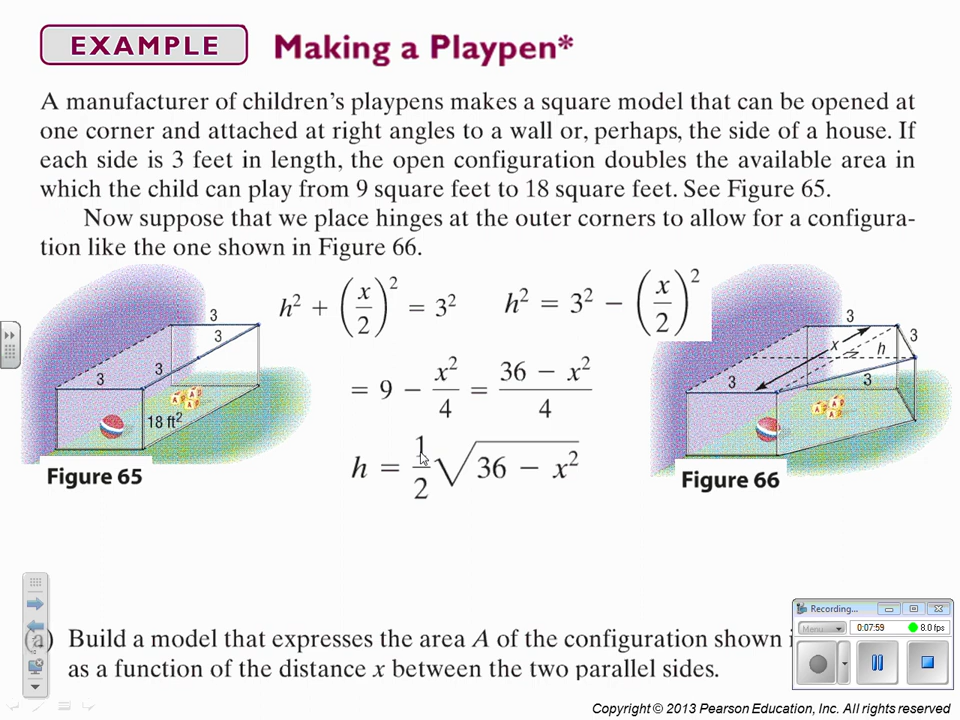 EXAMPLE Making a Playpen*
A manufacturer of children's playpens makes a square model that can be opened at
one corner and attached at right angles to a wall or, perhaps, the side of a house. If
each side is 3 feet in length, the open configuration doubles the available area in
which the child can play from 9 square feet to 18 square feet. See Figure 65.
Now suppose that we place hinges at the outer corners to allow for a configura-
tion like the one shown in Figure 66.
h² + (x/2)² = 3²
h² = 3² − (x/2)²
= 9 − x²/4 = (36 − x²)/4
h = 1/2 √(36 − x²)
3
3
3
3
18 ft²
Figure 65
3
3
x
h
3
3
Figure 66
(a) Build a model that expresses the area A of the configuration shown
as a function of the distance x between the two parallel sides.
Recording...
Menu
0:07:59
8.0 fps
Copyright © 2013 Pearson Education, Inc. All rights reserved